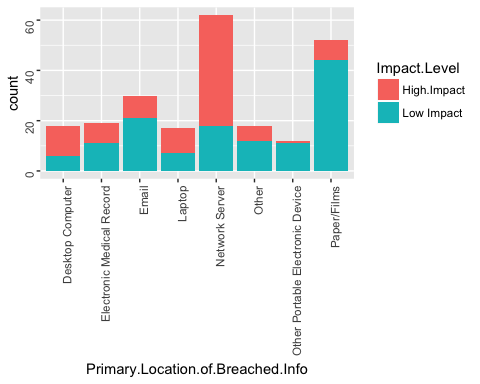 count
60
40
20
0
Desktop Computer
Electronic Medical Record
Email
Laptop
Network Server
Other
Other Portable Electronic Device
Paper/Films
Primary.Location.of.Breached.Info
Impact.Level
High.Impact
Low Impact